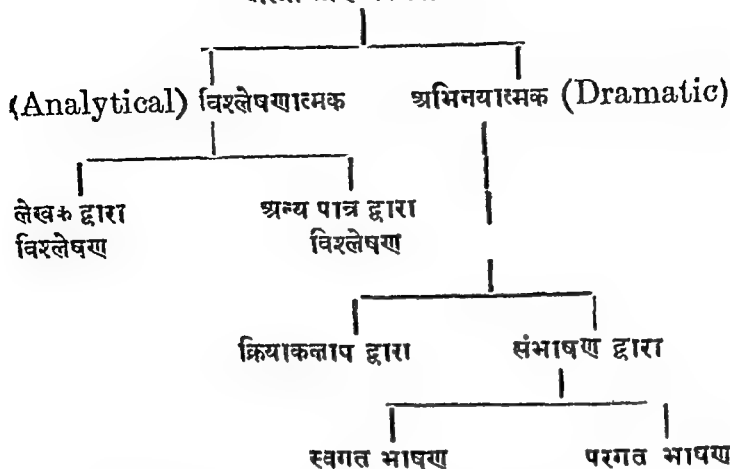 (Analytical) विश्लेषणात्मक अभिनयात्मक (Dramatic)
लेखक द्वारा अन्य पात्र द्वारा
विश्लेषण विश्लेषण
क्रियाकलाप द्वारा संभाषण द्वारा
स्वगत भाषण परगत भाषण